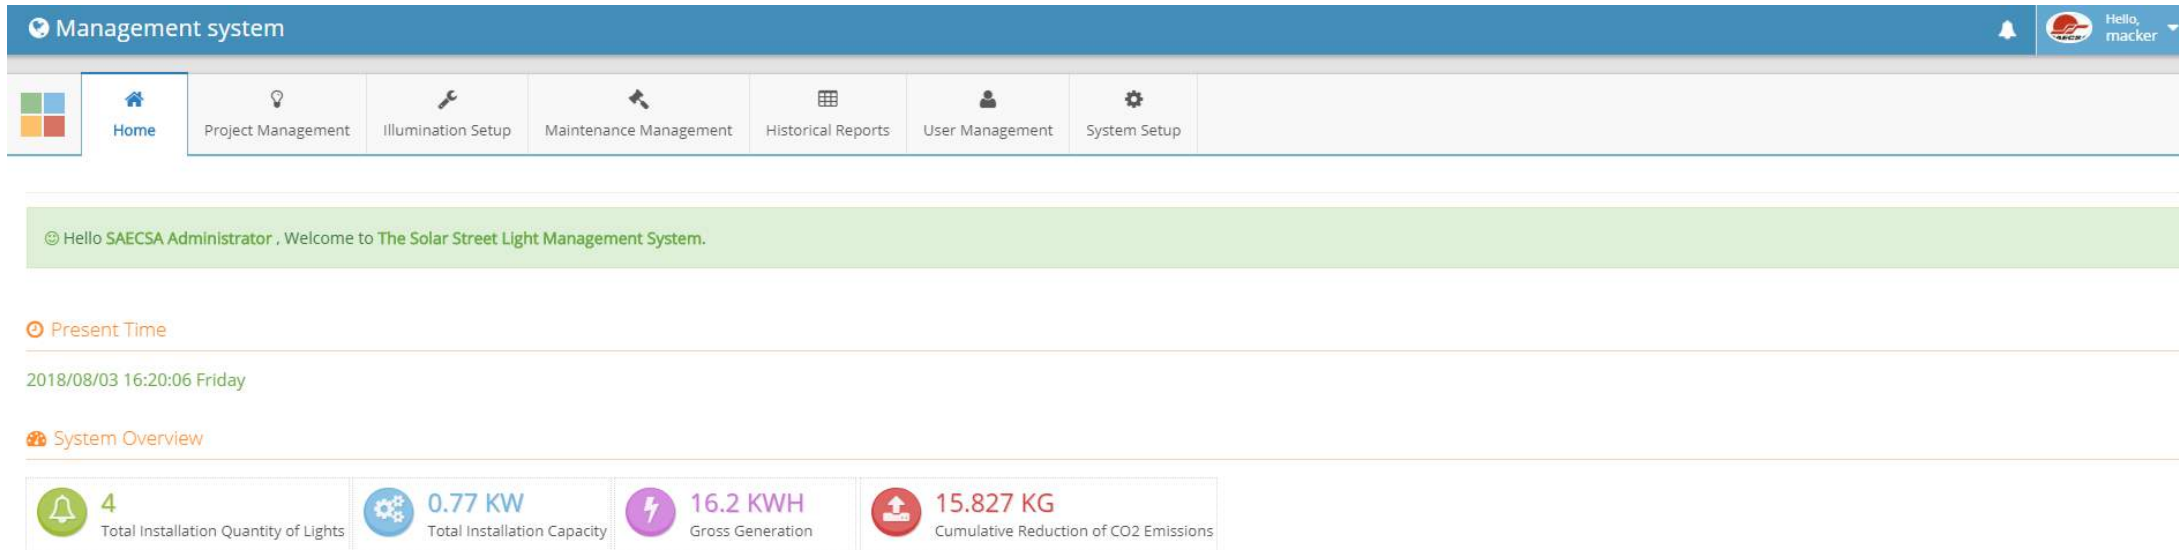 Management system
Hello,
macker
Home
Project Management
Illumination Setup
Maintenance Management
Historical Reports
User Management
System Setup
Hello SAECSA Administrator , Welcome to The Solar Street Light Management System.
Present Time
2018/08/03 16:20:06 Friday
System Overview
4
Total Installation Quantity of Lights
0.77 KW
Total Installation Capacity
16.2 KWH
Gross Generation
15.827 KG
Cumulative Reduction of CO2 Emissions